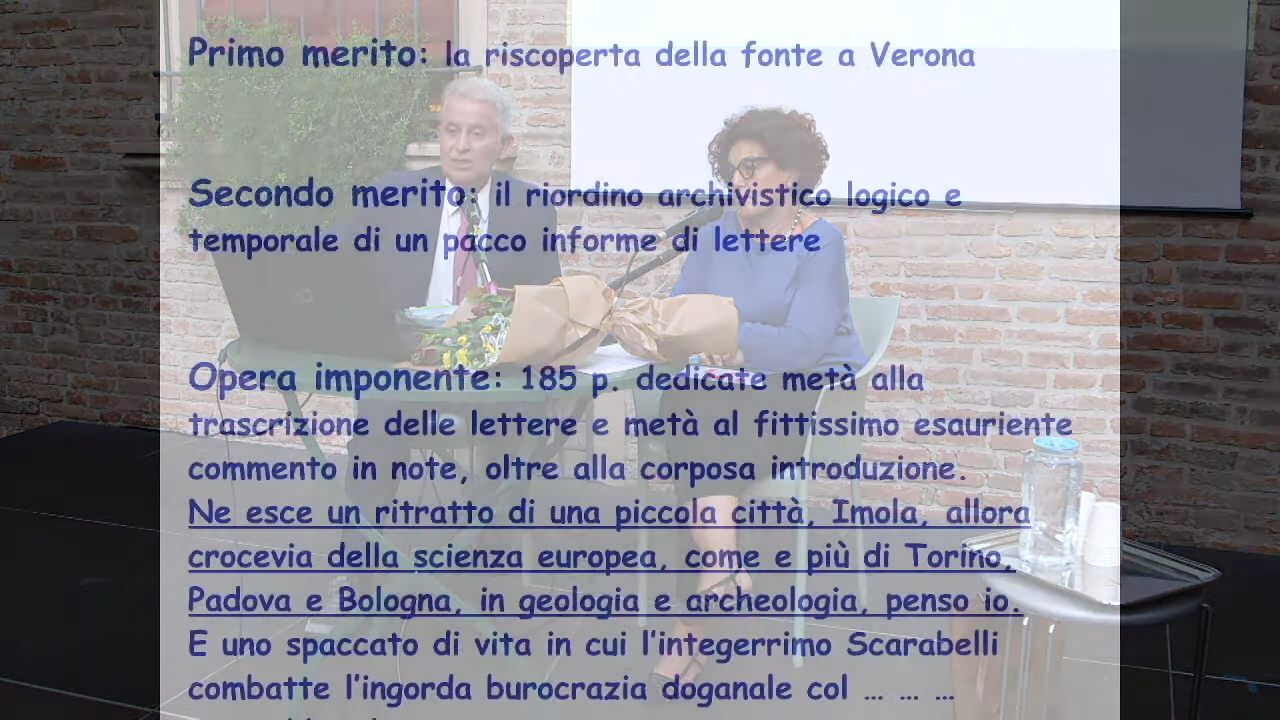 Primo merito: la riscoperta della fonte a Verona
Secondo merito: il riordino archivistico logico e
temporale di un pacco informe di lettere
Opera imponente: 185 p. dedicate metà alla
trascrizione delle lettere e metà al fittissimo esauriente
commento in note, oltre alla corposa introduzione.
Ne esce un ritratto di una piccola città, Imola, allora
crocevia della scienza europea, come e più di Torino,
Padova e Bologna, in geologia e archeologia, penso io.
E uno spaccato di vita in cui l'integerrimo Scarabelli
combatte l'ingorda burocrazia doganale col … … …